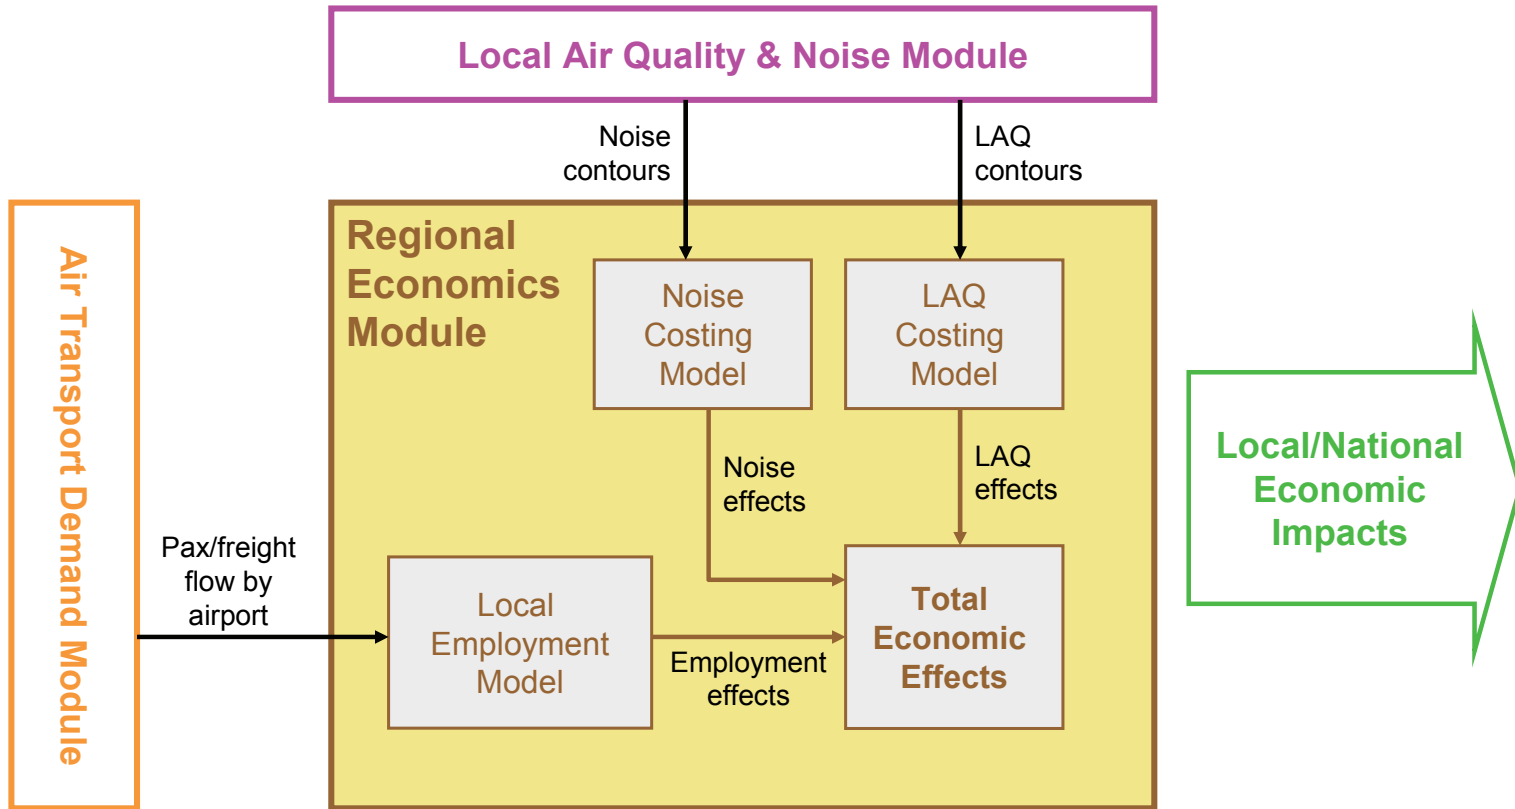 Local Air Quality & Noise Module
Noise
contours
LAQ
contours
Air Transport Demand Module
Regional
Economics
Module
Noise
Costing
Model
LAQ
Costing
Model
Noise
effects
LAQ
effects
Pax/freight
flow by
airport
Local
Employment
Model
Employment
effects
Total
Economic
Effects
Local/National
Economic
Impacts